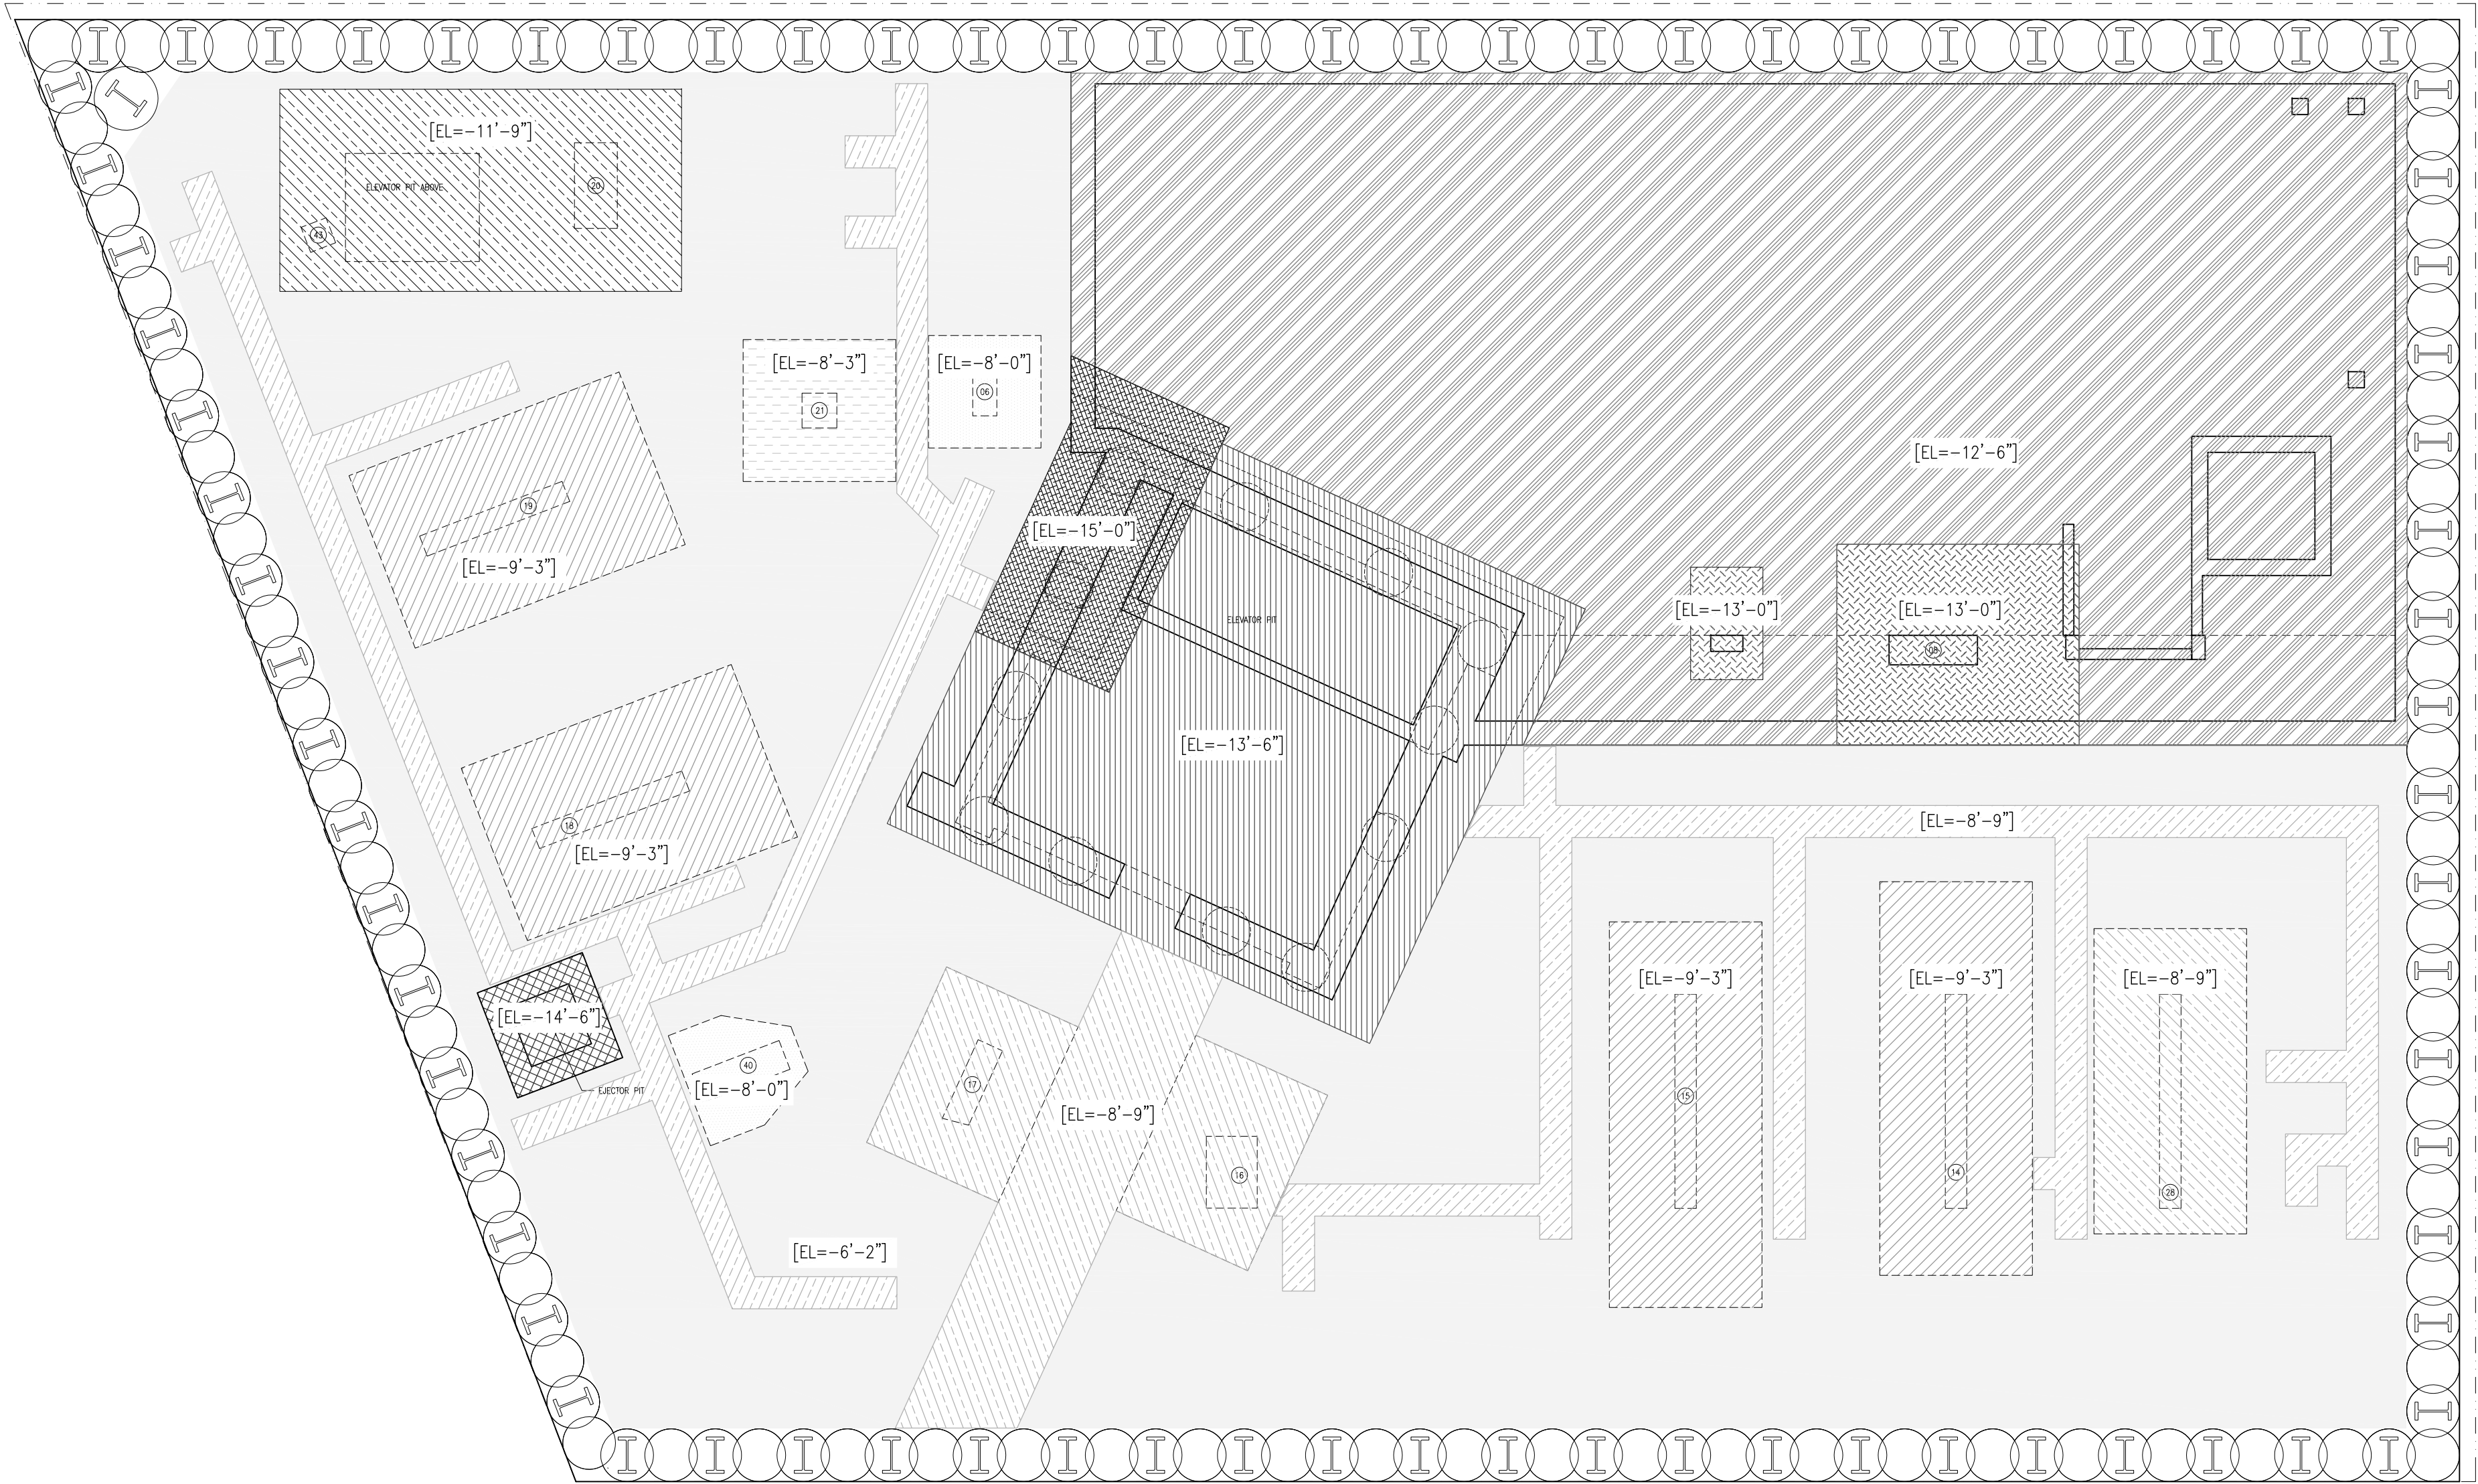 [EL=-11'-9"]
ELEVATOR PIT ABOVE
20
43
[EL=-8'-3"]
21
[EL=-8'-0"]
06
[EL=-12'-6"]
19
[EL=-9'-3"]
[EL=-15'-0"]
ELEVATOR PIT
[EL=-13'-0"]
[EL=-13'-0"]
09
[EL=-13'-6"]
18
[EL=-9'-3"]
[EL=-8'-9"]
[EL=-9'-3"]
[EL=-9'-3"]
[EL=-8'-9"]
[EL=-14'-6"]
EJECTOR PIT
40
[EL=-8'-0"]
17
[EL=-8'-9"]
15
16
14
28
[EL=-6'-2"]